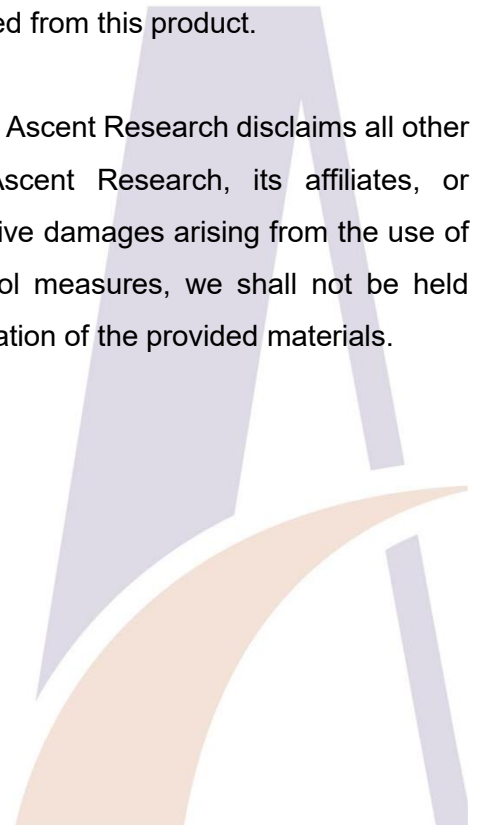 ed from this product.
Ascent Research disclaims all other
Ascent Research, its affiliates, or
ive damages arising from the use of
ol measures, we shall not be held
ation of the provided materials.